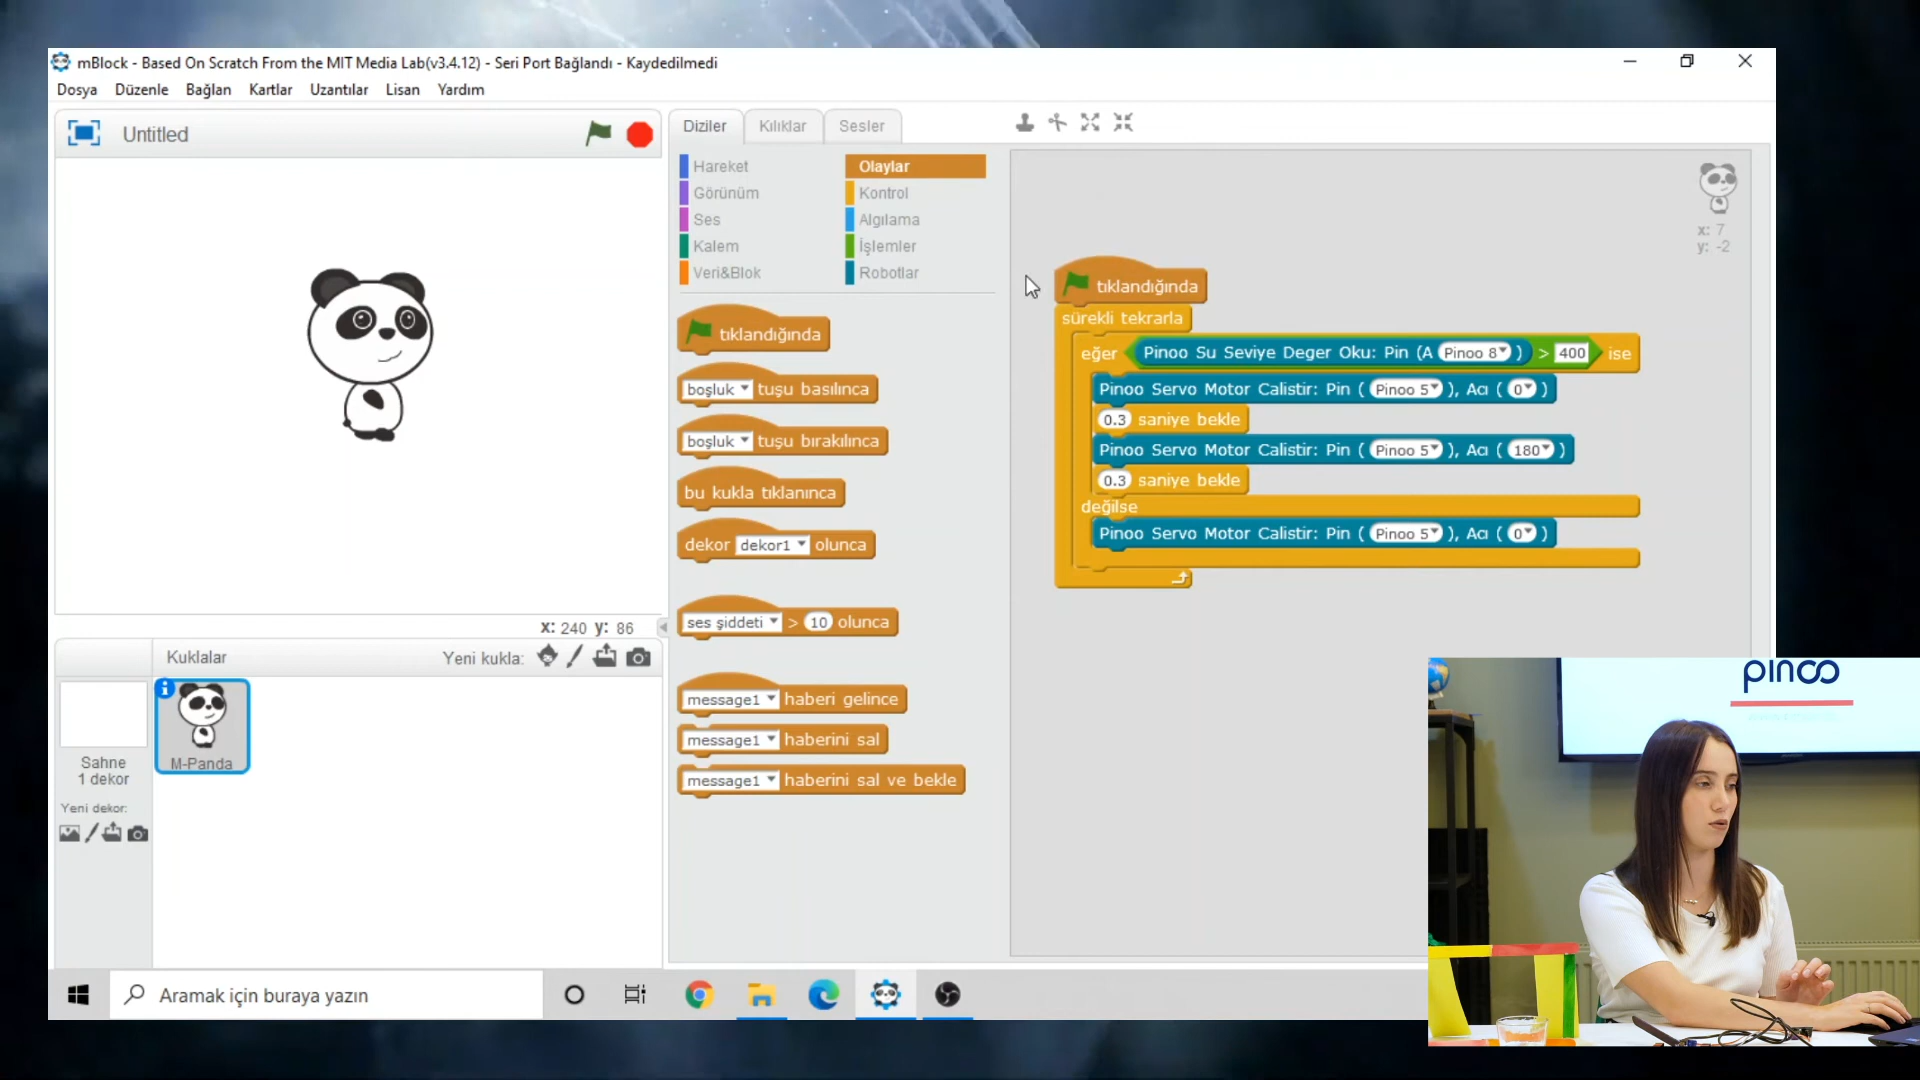 mBlock - Based On Scratch From the MIT Media Lab(v3.4.12) - Seri Port Bağlandı - Kaydedilmedi
Dosya Düzenle Bağlan Kartlar Uzantılar Lisan Yardım
Untitled
x: 240 y: 86
Kuklalar
Yeni kukla:
Sahne
1 dekor
Yeni dekor:
M-Panda
Diziler Kılıklar Sesler
Hareket
Görünüm
Ses
Kalem
Veri&Blok
Olaylar
Kontrol
Algılama
İşlemler
Robotlar
tıklandığında
boşluk tuşu basılınca
boşluk tuşu bırakılınca
bu kukla tıklanınca
dekor dekor1 olunca
ses şiddeti > 10 olunca
message1 haberi gelince
message1 haberini sal
message1 haberini sal ve bekle
x: 7
y: -2
tıklandığında
sürekli tekrarla
eğer Pinoo Su Seviye Deger Oku: Pin (A Pinoo 8 ) > 400 ise
Pinoo Servo Motor Calistir: Pin ( Pinoo 5 ), Acı ( 0 )
0.3 saniye bekle
Pinoo Servo Motor Calistir: Pin ( Pinoo 5 ), Acı ( 180 )
0.3 saniye bekle
değilse
Pinoo Servo Motor Calistir: Pin ( Pinoo 5 ), Acı ( 0 )
pinoo
Aramak için buraya yazın